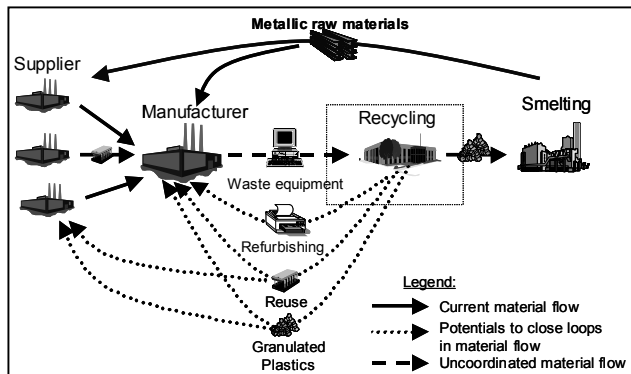 Metallic raw materials
Supplier
Manufacturer
Recycling
Smelting
Waste equipment
Refurbishing
Reuse
Granulated
Plastics
Legend:
Current material flow
Potentials to close loops
in material flow
Uncoordinated material flow